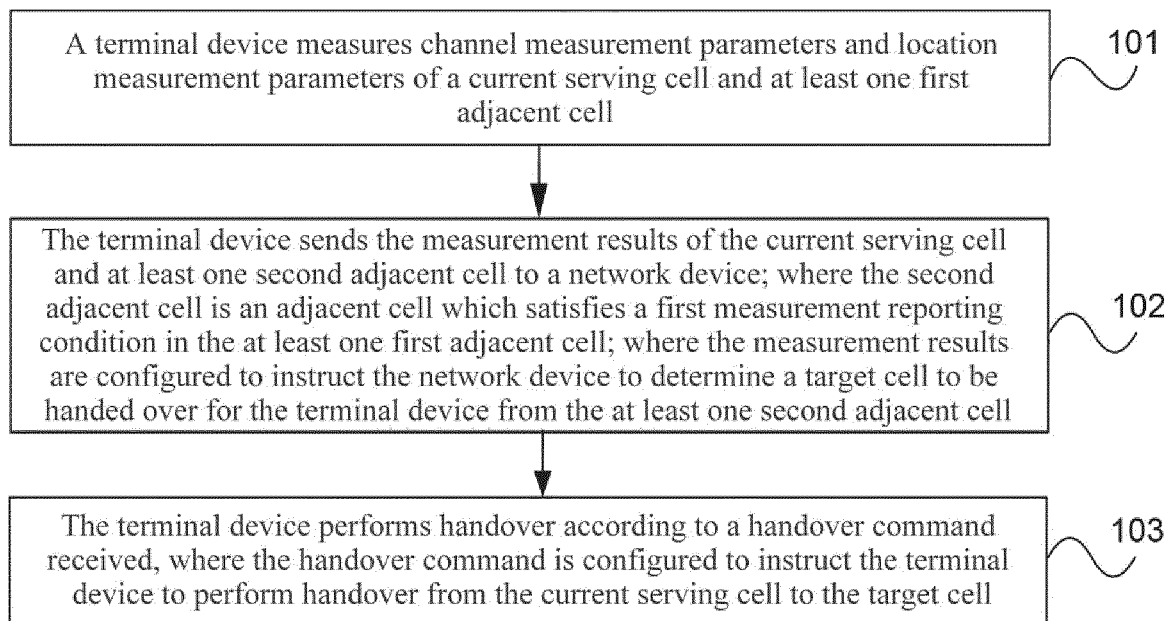 A terminal device measures channel measurement parameters and location
measurement parameters of a current serving cell and at least one first
adjacent cell
101
The terminal device sends the measurement results of the current serving cell
and at least one second adjacent cell to a network device; where the second
adjacent cell is an adjacent cell which satisfies a first measurement reporting
condition in the at least one first adjacent cell; where the measurement results
are configured to instruct the network device to determine a target cell to be
handed over for the terminal device from the at least one second adjacent cell
102
The terminal device performs handover according to a handover command
received, where the handover command is configured to instruct the terminal
device to perform handover from the current serving cell to the target cell
103